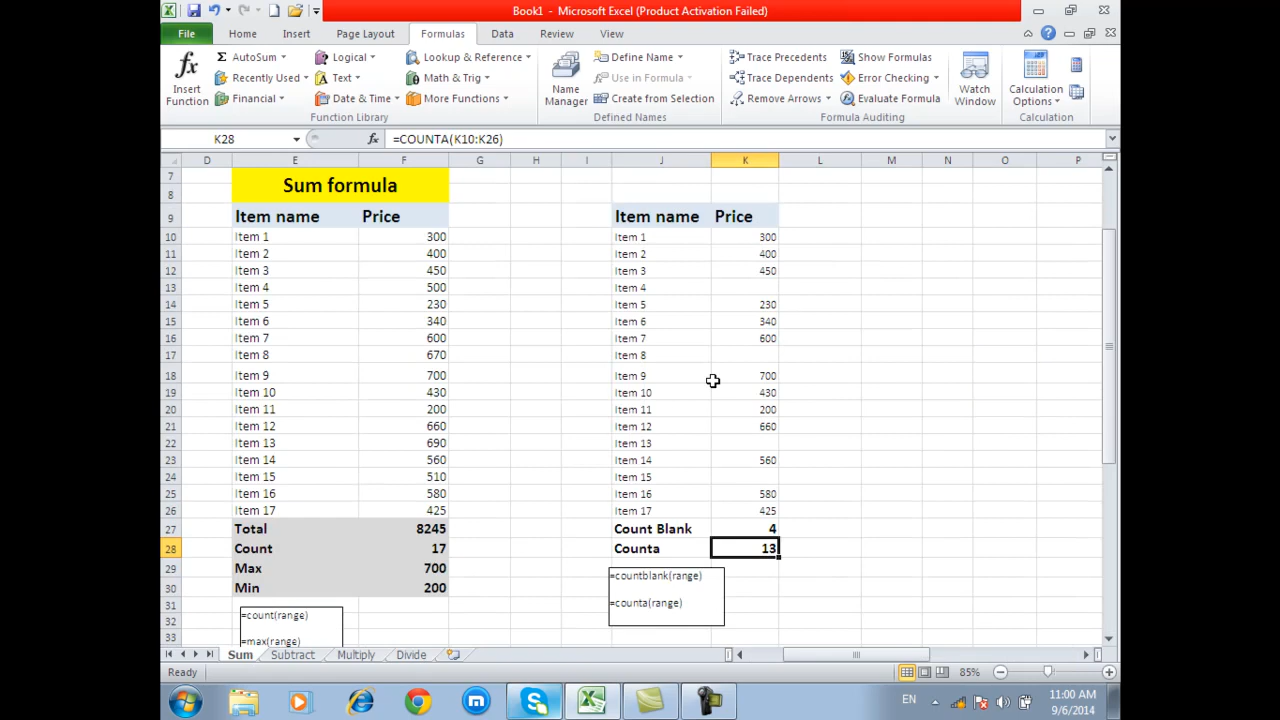 Book1 - Microsoft Excel (Product Activation Failed)
File Home Insert Page Layout Formulas Data Review View
AutoSum Logical Lookup & Reference Define Name Trace Precedents Show Formulas
Recently Used Text Math & Trig Use in Formula Trace Dependents Error Checking
Financial Date & Time More Functions Create from Selection Remove Arrows Evaluate Formula
Insert Function Name Manager Watch Window Calculation Options
Function Library Defined Names Formula Auditing Calculation
K28 fx =COUNTA(K10:K26)
D E F G H I J K L M N O P
7
8 Sum formula
9 Item name Price Item name Price
10 Item 1 300 Item 1 300
11 Item 2 400 Item 2 400
12 Item 3 450 Item 3 450
13 Item 4 500 Item 4
14 Item 5 230 Item 5 230
15 Item 6 340 Item 6 340
16 Item 7 600 Item 7 600
17 Item 8 670 Item 8
18 Item 9 700 Item 9 700
19 Item 10 430 Item 10 430
20 Item 11 200 Item 11 200
21 Item 12 660 Item 12 660
22 Item 13 690 Item 13
23 Item 14 560 Item 14 560
24 Item 15 510 Item 15
25 Item 16 580 Item 16 580
26 Item 17 425 Item 17 425
27 Total 8245 Count Blank 4
28 Count 17 Counta 13
29 Max 700 =countblank(range)
30 Min 200
31 =count(range) =counta(range)
32
33 =max(range)
Sum Subtract Multiply Divide
Ready 85%
EN 11:00 AM
9/6/2014